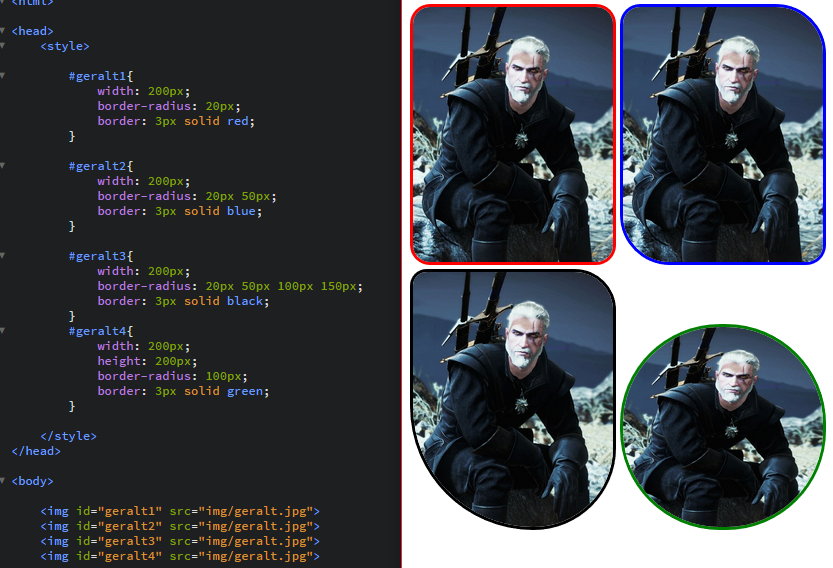 <html>
<head>
<style>
#geralt1{
width: 200px;
border-radius: 20px;
border: 3px solid red;
}
#geralt2{
width: 200px;
border-radius: 20px 50px;
border: 3px solid blue;
}
#geralt3{
width: 200px;
border-radius: 20px 50px 100px 150px;
border: 3px solid black;
}
#geralt4{
width: 200px;
height: 200px;
border-radius: 100px;
border: 3px solid green;
}
</style>
</head>
<body>
<img id="geralt1" src="img/geralt.jpg">
<img id="geralt2" src="img/geralt.jpg">
<img id="geralt3" src="img/geralt.jpg">
<img id="geralt4" src="img/geralt.jpg">